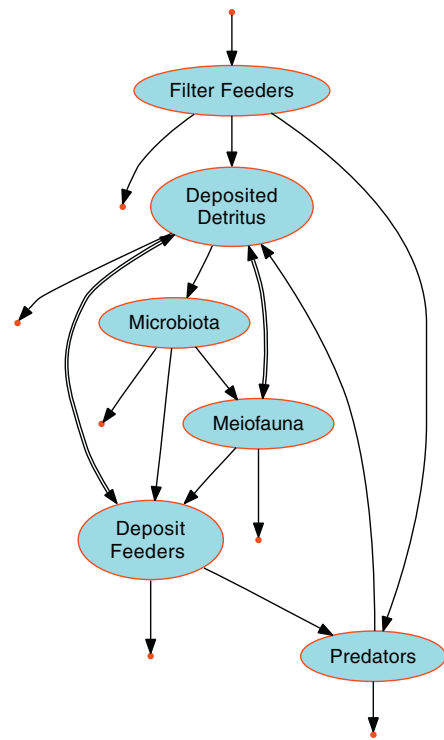 Filter Feeders
Deposited
Detritus
Microbiota
Meiofauna
Deposit
Feeders
Predators